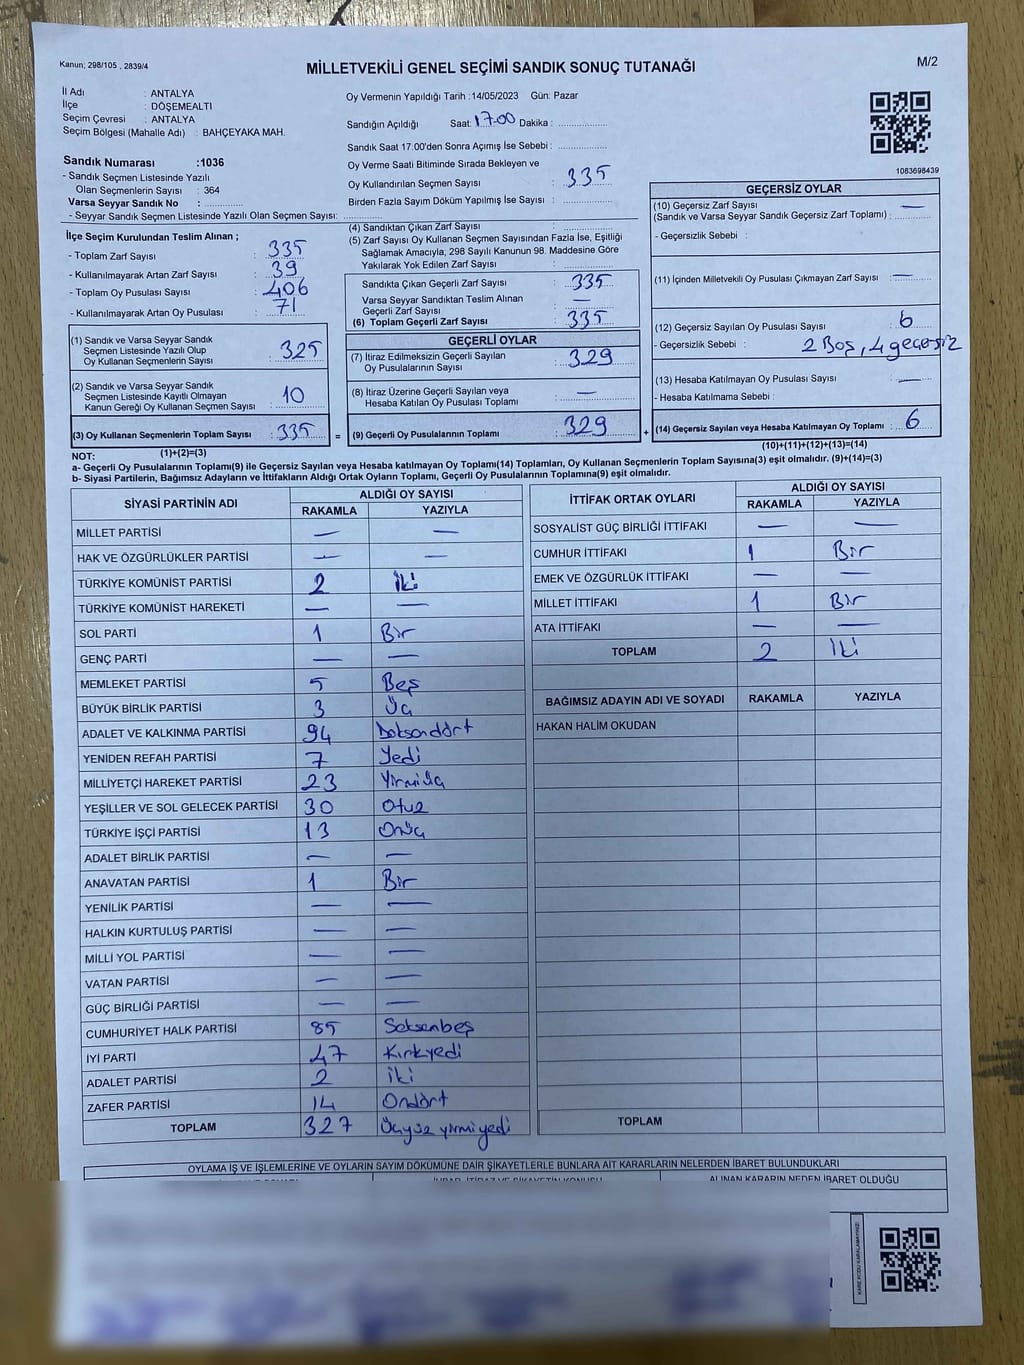 Kanun; 298/105 , 2839/4
MİLLETVEKİLİ GENEL SEÇİMİ SANDIK SONUÇ TUTANAĞI
M/2
İl Adı : ANTALYA
İlçe : DÖŞEMEALTI
Seçim Çevresi : ANTALYA
Seçim Bölgesi (Mahalle Adı) : BAHÇEYAKA MAH.
Sandık Numarası :1036
- Sandık Seçmen Listesinde Yazılı
Olan Seçmenlerin Sayısı : 364
Varsa Seyyar Sandık No :
- Seyyar Sandık Seçmen Listesinde Yazılı Olan Seçmen Sayısı:
Oy Vermenin Yapıldığı Tarih :14/05/2023 Gün: Pazar
Sandığın Açıldığı Saat: 17.00 Dakika :
Sandık Saat 17.00'den Sonra Açımış İse Sebebi :
Oy Verme Saati Bitiminde Sırada Bekleyen ve
Oy Kullandırılan Seçmen Sayısı : 335
Birden Fazla Sayım Döküm Yapılmış İse Sayısı :
1083698439
İlçe Seçim Kurulundan Teslim Alınan ;
- Toplam Zarf Sayısı : 335
- Kullanılmayarak Artan Zarf Sayısı : 39
- Toplam Oy Pusulası Sayısı : 406
- Kullanılmayarak Artan Oy Pusulası : 71
(1) Sandık ve Varsa Seyyar Sandık
Seçmen Listesinde Yazılı Olup
Oy Kullanan Seçmenlerin Sayısı : 325
(2) Sandık ve Varsa Seyyar Sandık
Seçmen Listesinde Kayıtlı Olmayan
Kanun Gereği Oy Kullanan Seçmen Sayısı : 10
(3) Oy Kullanan Seçmenlerin Toplam Sayısı : 335
(1)+(2)=(3)
(4) Sandıktan Çıkan Zarf Sayısı :
(5) Zarf Sayısı Oy Kullanan Seçmen Sayısından Fazla İse, Eşitliği
Sağlamak Amacıyla; 298 Sayılı Kanunun 98. Maddesine Göre
Yakılarak Yok Edilen Zarf Sayısı :
Sandıkta Çıkan Geçerli Zarf Sayısı : 335
Varsa Seyyar Sandıktan Teslim Alınan
Geçerli Zarf Sayısı : —
(6) Toplam Geçerli Zarf Sayısı : 335
GEÇERLİ OYLAR
(7) İtiraz Edilmeksizin Geçerli Sayılan
Oy Pusulalarının Sayısı : 329
(8) İtiraz Üzerine Geçerli Sayılan veya
Hesaba Katılan Oy Pusulası Toplamı : —
= (9) Geçerli Oy Pusulalarının Toplamı : 329
GEÇERSİZ OYLAR
(10) Geçersiz Zarf Sayısı —
(Sandık ve Varsa Seyyar Sandık Geçersiz Zarf Toplamı) :
- Geçersizlik Sebebi :
(11) İçinden Milletvekili Oy Pusulası Çıkmayan Zarf Sayısı : —
(12) Geçersiz Sayılan Oy Pusulası Sayısı : 6
- Geçersizlik Sebebi : 2 Boş, 4 geçersiz
(13) Hesaba Katılmayan Oy Pusulası Sayısı : —
- Hesaba Katılmama Sebebi :
+ (14) Geçersiz Sayılan veya Hesaba Katılmayan Oy Toplamı : 6
(10)+(11)+(12)+(13)=(14)
NOT:
a- Geçerli Oy Pusulalarının Toplamı(9) ile Geçersiz Sayılan veya Hesaba katılmayan Oy Toplamı(14) Toplamları, Oy Kullanan Seçmenlerin Toplam Sayısına(3) eşit olmalıdır. (9)+(14)=(3)
b- Siyasi Partilerin, Bağımsız Adayların ve İttifakların Aldığı Ortak Oyların Toplamı, Geçerli Oy Pusulalarının Toplamına(9) eşit olmalıdır.
SİYASİ PARTİNİN ADI ALDIĞI OY SAYISI
RAKAMLA YAZIYLA
MİLLET PARTİSİ — —
HAK VE ÖZGÜRLÜKLER PARTİSİ — —
TÜRKİYE KOMÜNİST PARTİSİ 2 İki
TÜRKİYE KOMÜNİST HAREKETİ — —
SOL PARTİ 1 Bir
GENÇ PARTİ — —
MEMLEKET PARTİSİ 5 Beş
BÜYÜK BİRLİK PARTİSİ 3 Üç
ADALET VE KALKINMA PARTİSİ 94 Doksandört
YENİDEN REFAH PARTİSİ 7 Yedi
MİLLİYETÇİ HAREKET PARTİSİ 23 Yirmiüç
YEŞİLLER VE SOL GELECEK PARTİSİ 30 Otuz
TÜRKİYE İŞÇİ PARTİSİ 13 Onüç
ADALET BİRLİK PARTİSİ — —
ANAVATAN PARTİSİ 1 Bir
YENİLİK PARTİSİ — —
HALKIN KURTULUŞ PARTİSİ — —
MİLLİ YOL PARTİSİ — —
VATAN PARTİSİ — —
GÜÇ BİRLİĞİ PARTİSİ — —
CUMHURİYET HALK PARTİSİ 85 Seksenbeş
İYİ PARTİ 47 Kırkyedi
ADALET PARTİSİ 2 İki
ZAFER PARTİSİ 14 Ondört
TOPLAM 327 Üçyüz yirmiyedi
İTTİFAK ORTAK OYLARI ALDIĞI OY SAYISI
RAKAMLA YAZIYLA
SOSYALİST GÜÇ BİRLİĞİ İTTİFAKI — —
CUMHUR İTTİFAKI 1 Bir
EMEK VE ÖZGÜRLÜK İTTİFAKI — —
MİLLET İTTİFAKI 1 Bir
ATA İTTİFAKI — —
TOPLAM 2 İki
BAĞIMSIZ ADAYIN ADI VE SOYADI RAKAMLA YAZIYLA
HAKAN HALİM OKUDAN
TOPLAM
OYLAMA İŞ VE İŞLEMLERİNE VE OYLARIN SAYIM DÖKÜMÜNE DAİR ŞİKAYETLERLE BUNLARA AİT KARARLARIN NELERDEN İBARET BULUNDUKLARI
ALINAN KARARIN NEDEN İBARET OLDUĞU